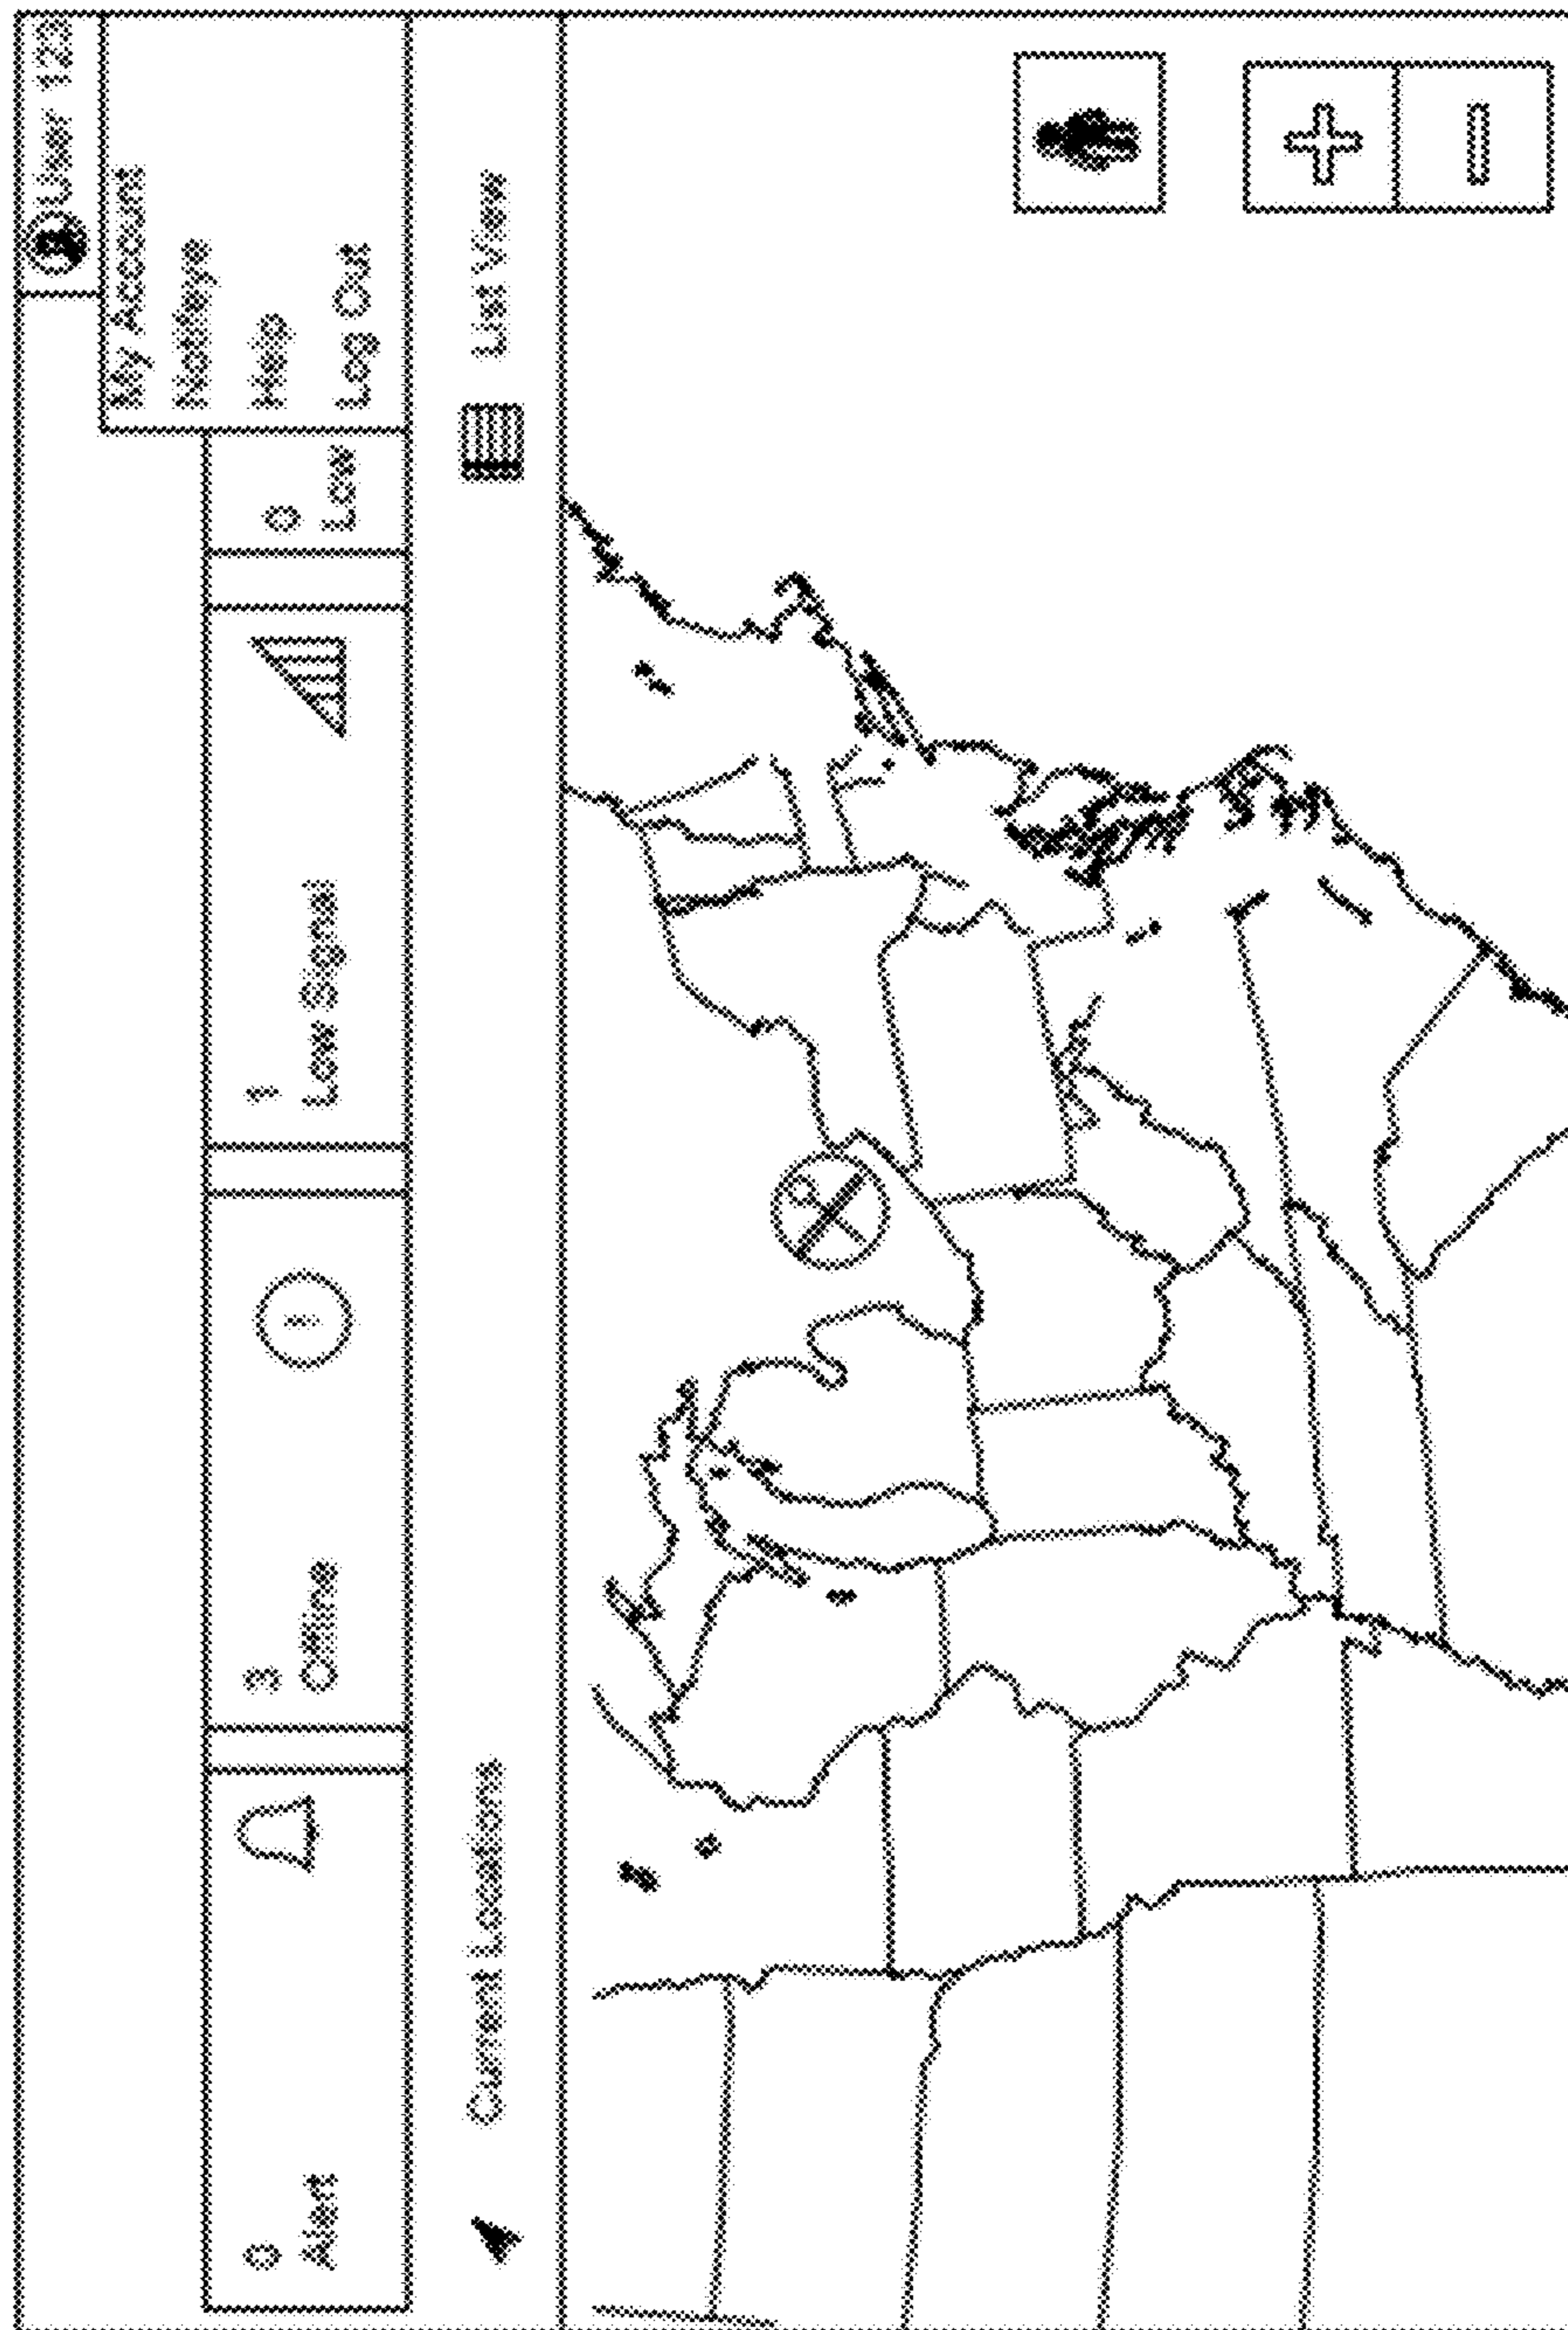 User 123
My Account
Help
Log Out
0
Alert
3
Offline
1
Low Signal
0
Low
Current Locations
List View